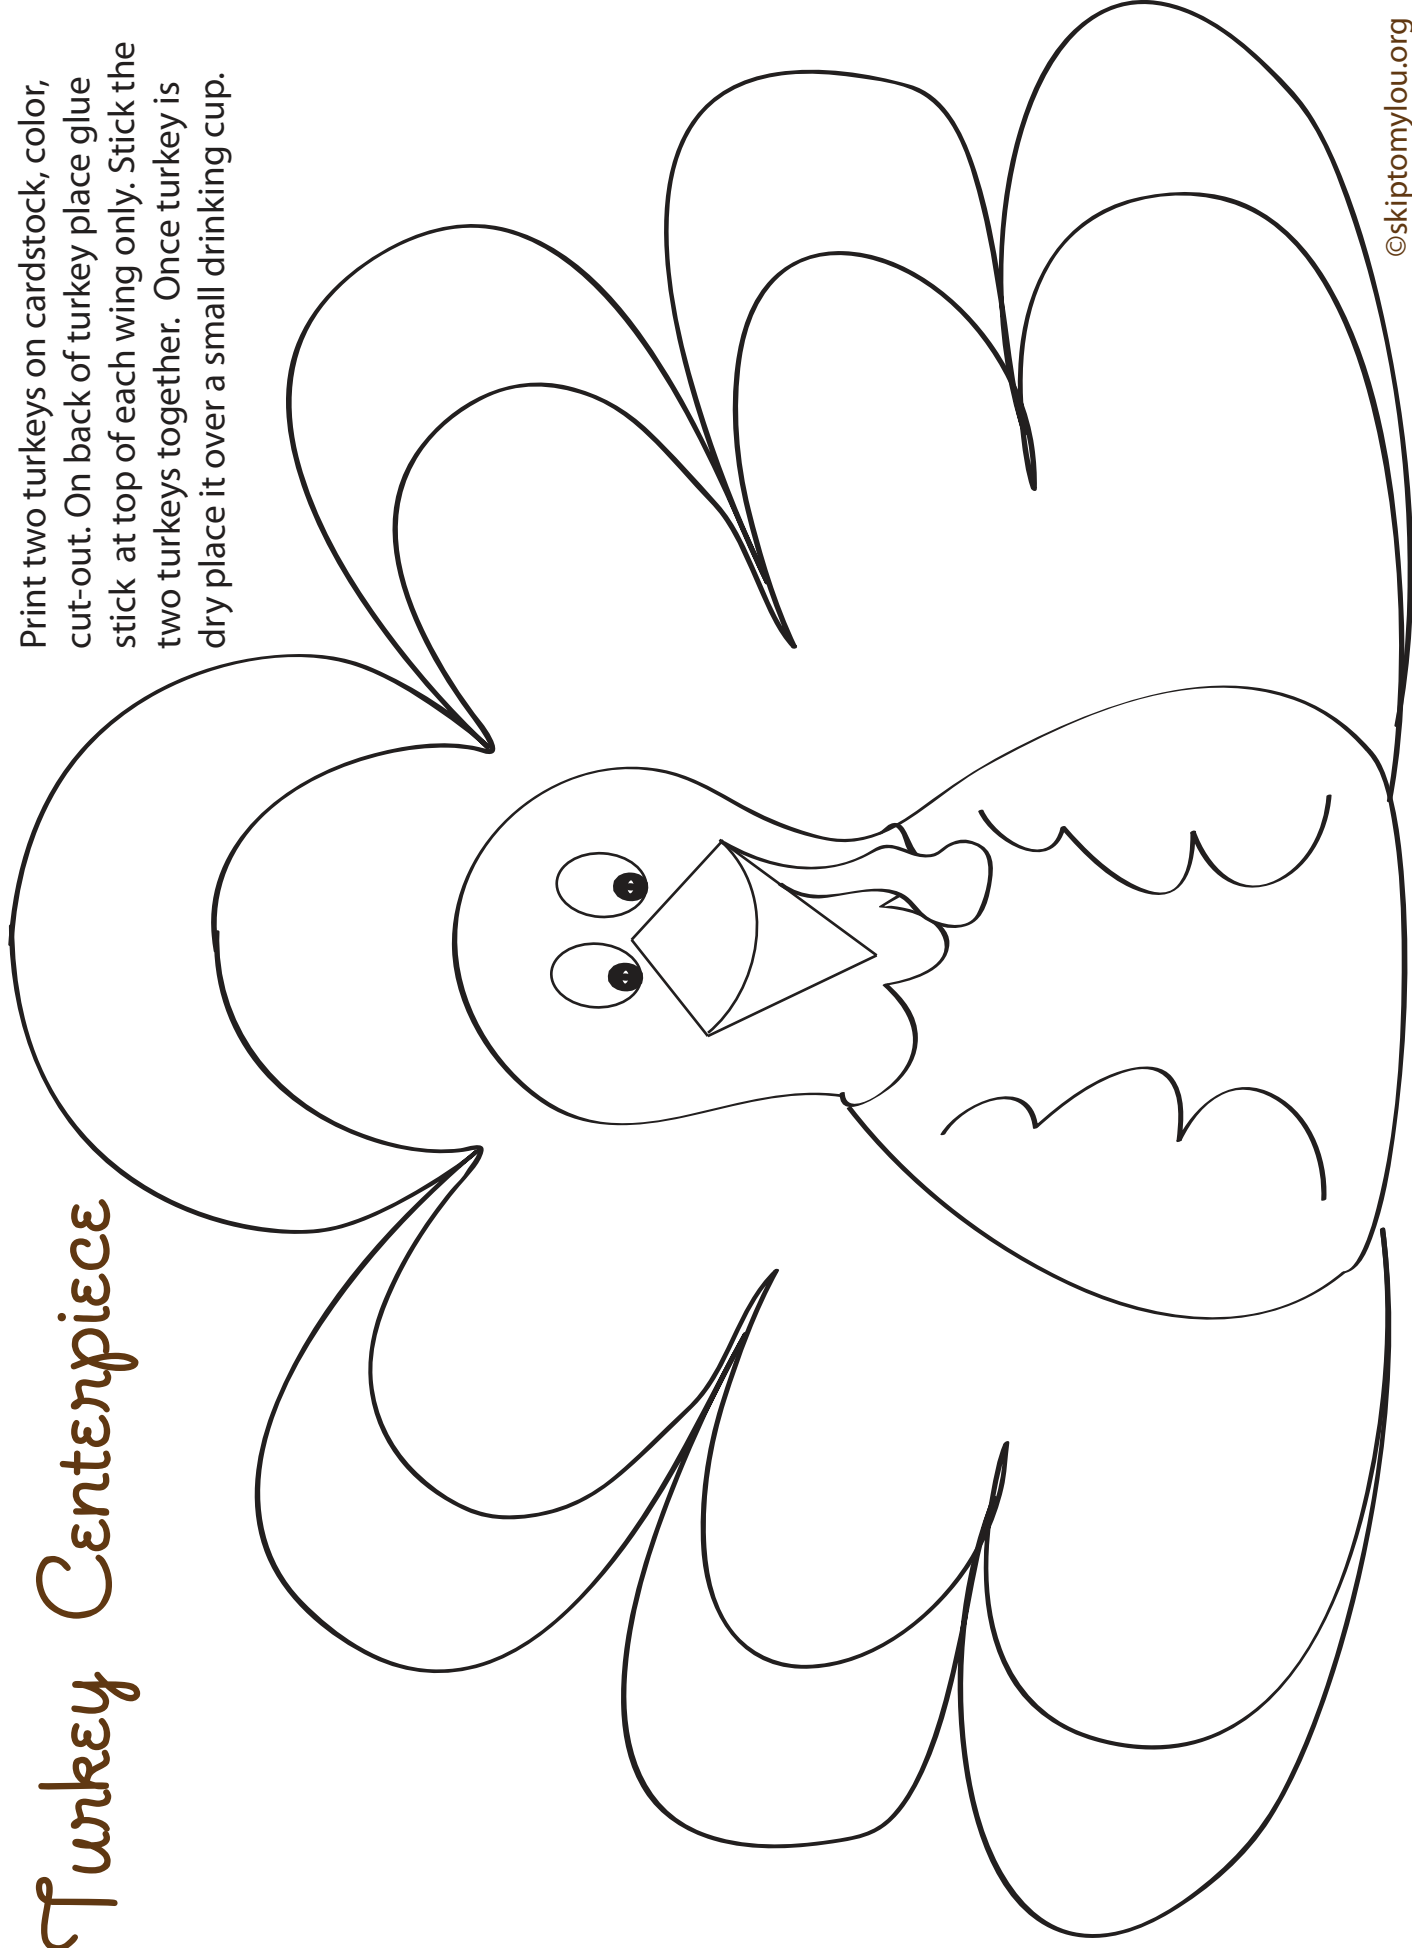 Turkey Centerpiece
Print two turkeys on cardstock, color,
cut-out. On back of turkey place glue
stick at top of each wing only. Stick the
two turkeys together. Once turkey is
dry place it over a small drinking cup.
©skiptomylou.org